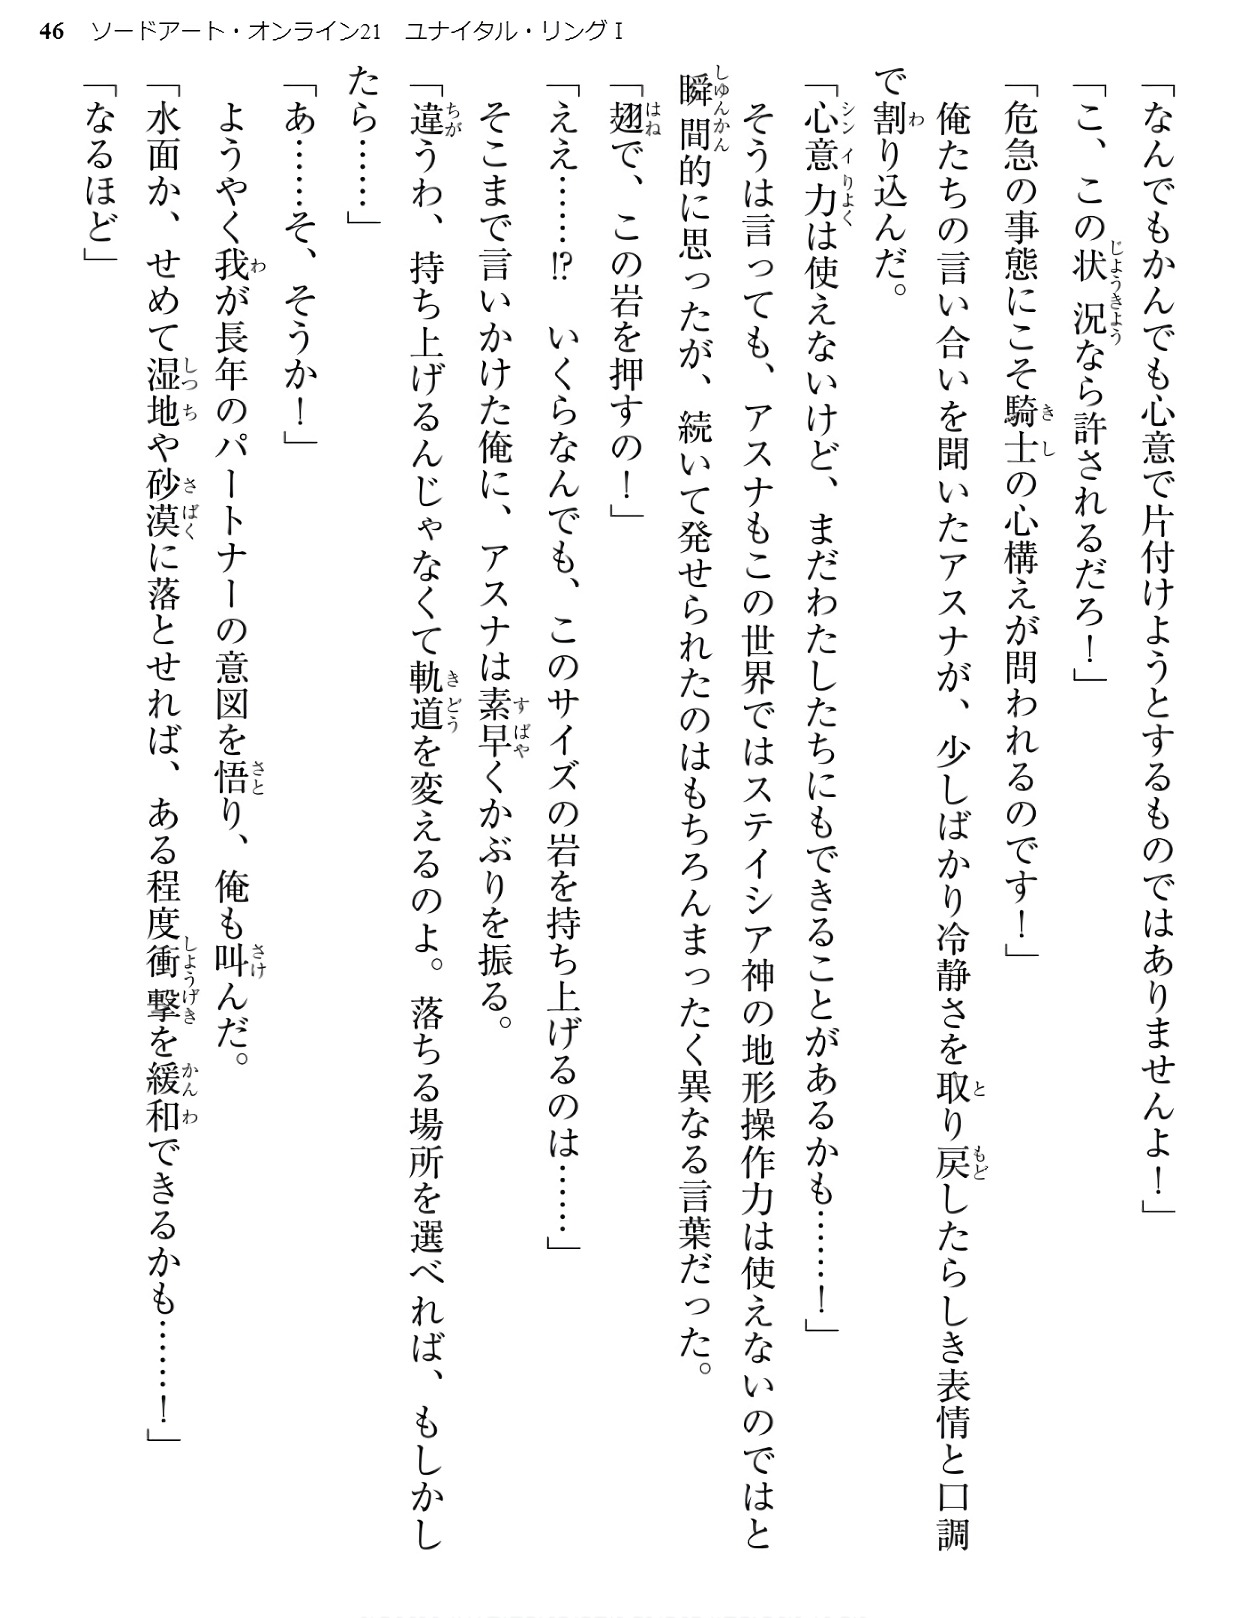 46 ソードアート・オンライン21　ユナイタル・リングⅠ
「なんでもかんでも心意で片付けようとするものではありませんよ！」
「こ、この状況なら許されるだろ！」
「危急の事態にこそ騎士の心構えが問われるのです！」
　俺たちの言い合いを聞いたアスナが、少しばかり冷静さを取り戻したらしき表情と口調
で割り込んだ。
「心意力は使えないけど、まだわたしたちにもできることがあるかも……！」
　そうは言っても、アスナもこの世界ではステイシア神の地形操作力は使えないのではと
瞬間的に思ったが、続いて発せられたのはもちろんまったく異なる言葉だった。
「翅で、この岩を押すの！」
「ええ……⁉　いくらなんでも、このサイズの岩を持ち上げるのは……」
　そこまで言いかけた俺に、アスナは素早くかぶりを振る。
「違うわ、持ち上げるんじゃなくて軌道を変えるのよ。落ちる場所を選べれば、もしかし
たら……」
「あ……そ、そうか！」
　ようやく我が長年のパートナーの意図を悟り、俺も叫んだ。
「水面か、せめて湿地や砂漠に落とせれば、ある程度衝撃を緩和できるかも……！」
「なるほど」